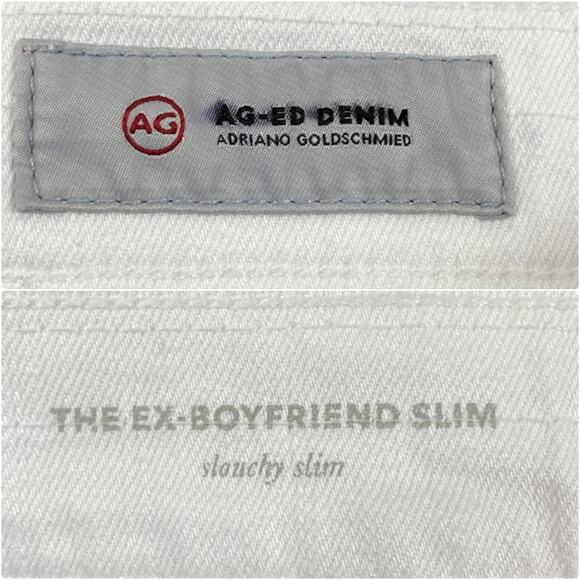 AG
AG-ED DENIM
ADRIANO GOLDSCHMIED
THE EX-BOYFRIEND SLIM
slouchy slim